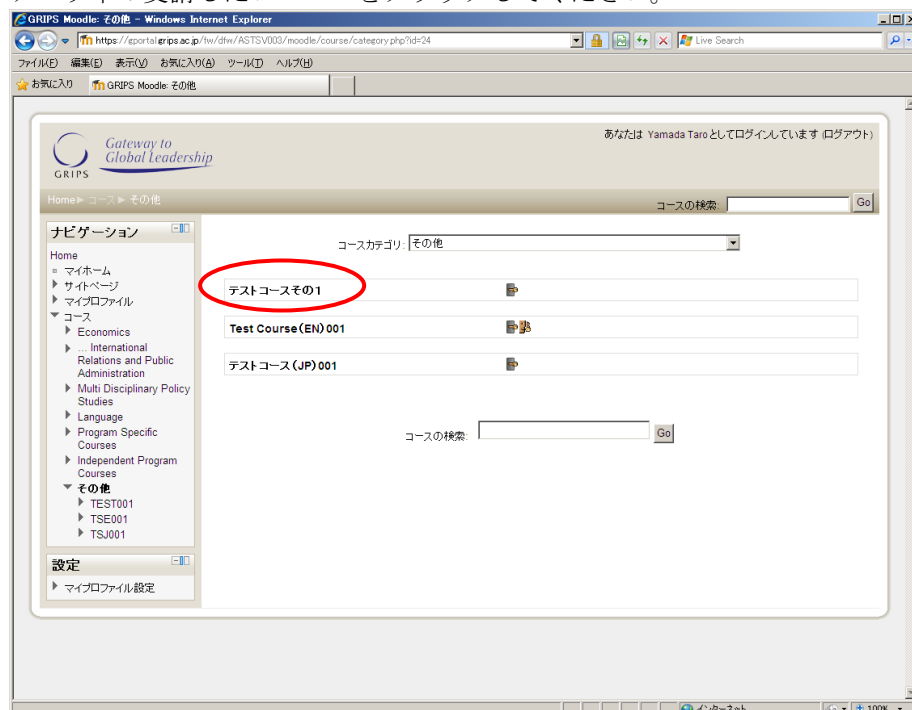 GRIPS Moodle: その他 - Windows Internet Explorer
https://gportal.grips.ac.jp/fw/dfw/ASTSV003/moodle/course/category.php?id=24
Live Search
ファイル(F) 編集(E) 表示(V) お気に入り(A) ツール(T) ヘルプ(H)
お気に入り
GRIPS Moodle: その他
Gateway to
Global Leadership
GRIPS
あなたは Yamada Taro としてログインしています (ログアウト)
Home ► コース ► その他
コースの検索:
Go
ナビゲーション
Home
マイホーム
サイトページ
マイプロファイル
コース
Economics
... International
Relations and Public
Administration
Multi Disciplinary Policy
Studies
Language
Program Specific
Courses
Independent Program
Courses
その他
TEST001
TSE001
TSJ001
設定
マイプロファイル設定
コースカテゴリ: その他
テストコースその1
Test Course(EN)001
テストコース(JP)001
コースの検索:
Go
インターネット
100%